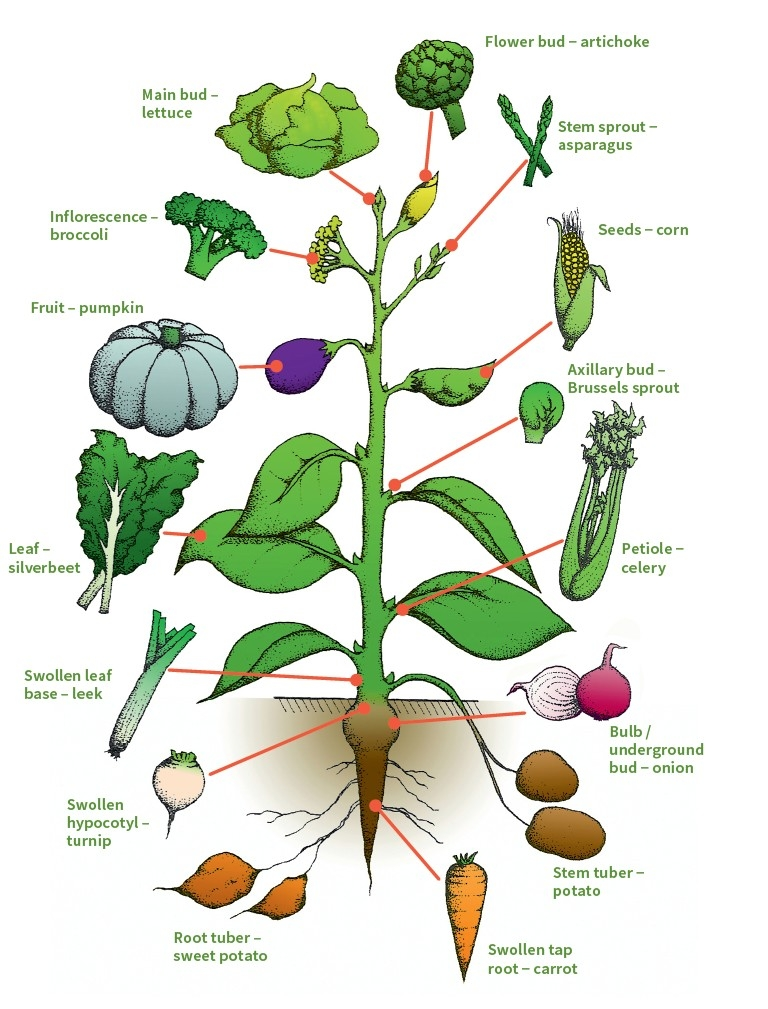 Flower bud – artichoke
Main bud –
lettuce
Stem sprout –
asparagus
Inflorescence –
broccoli
Seeds – corn
Fruit – pumpkin
Axillary bud –
Brussels sprout
Leaf –
silverbeet
Petiole –
celery
Swollen leaf
base – leek
Bulb /
underground
bud – onion
Swollen
hypocotyl –
turnip
Stem tuber –
potato
Root tuber –
sweet potato
Swollen tap
root – carrot